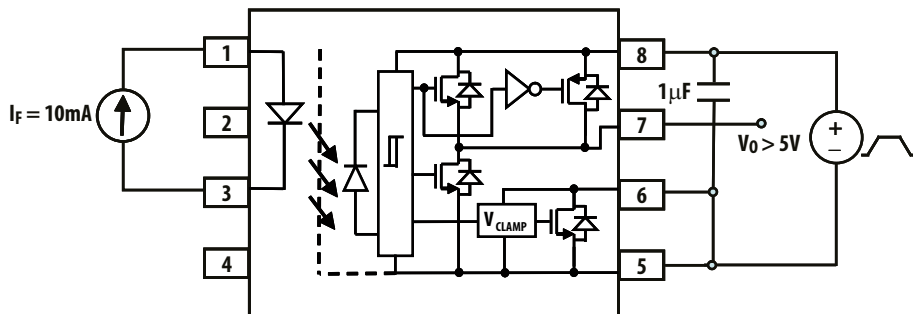 1
8
I_F = 10mA
1μF
2
7
+
−
V_O > 5V
3
6
V_CLAMP
4
5